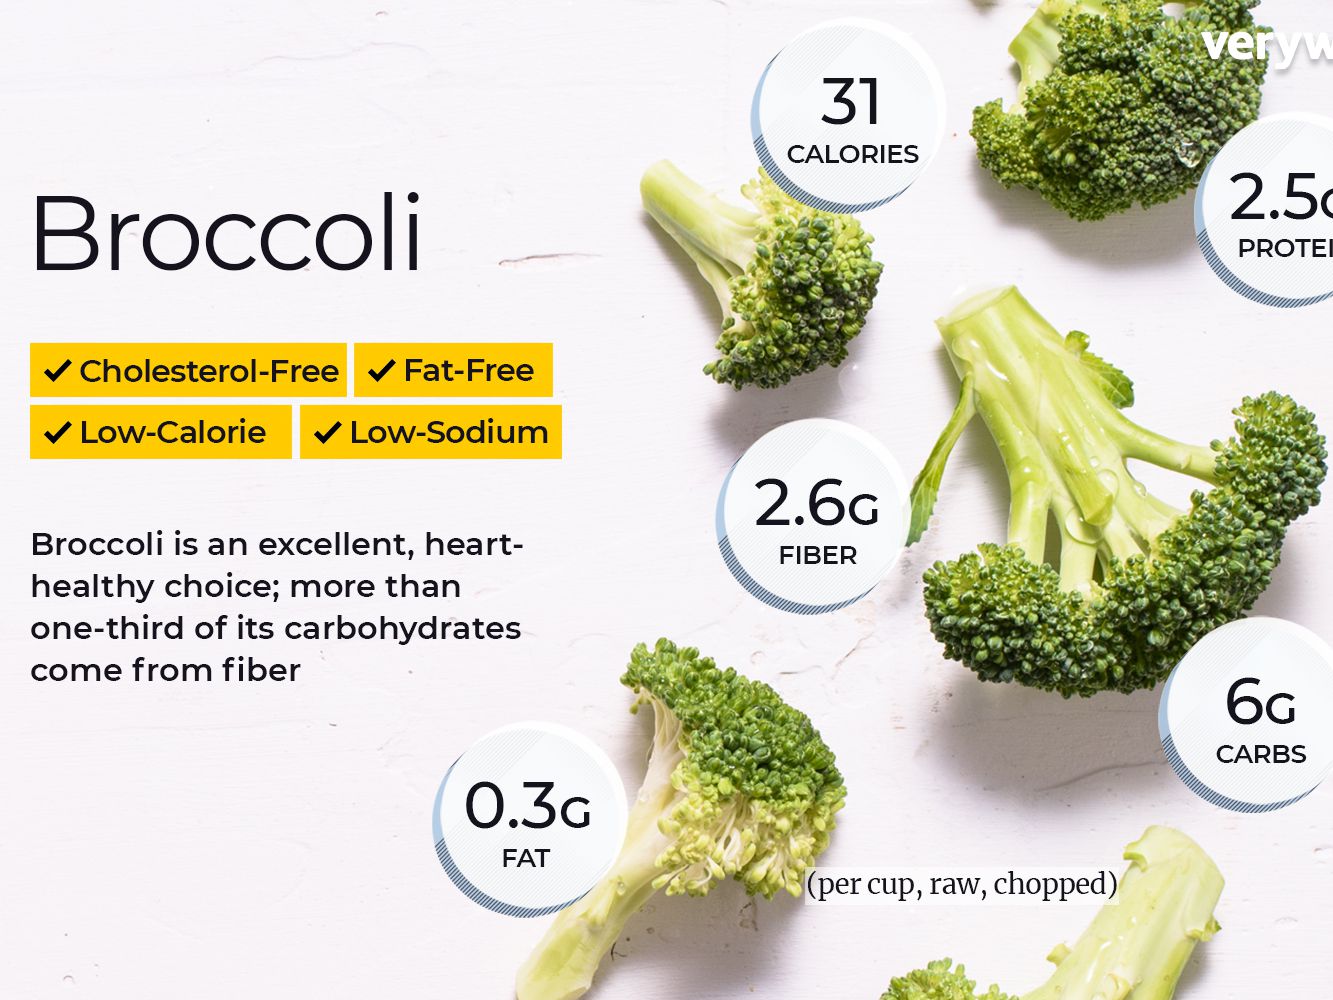 Broccoli
✓ Cholesterol-Free ✓ Fat-Free
✓ Low-Calorie ✓ Low-Sodium
Broccoli is an excellent, heart-
healthy choice; more than
one-third of its carbohydrates
come from fiber
31
CALORIES
2.5
2.6G
FIBER
6G
CARBS
0.3G
FAT
(per cup, raw, chopped)